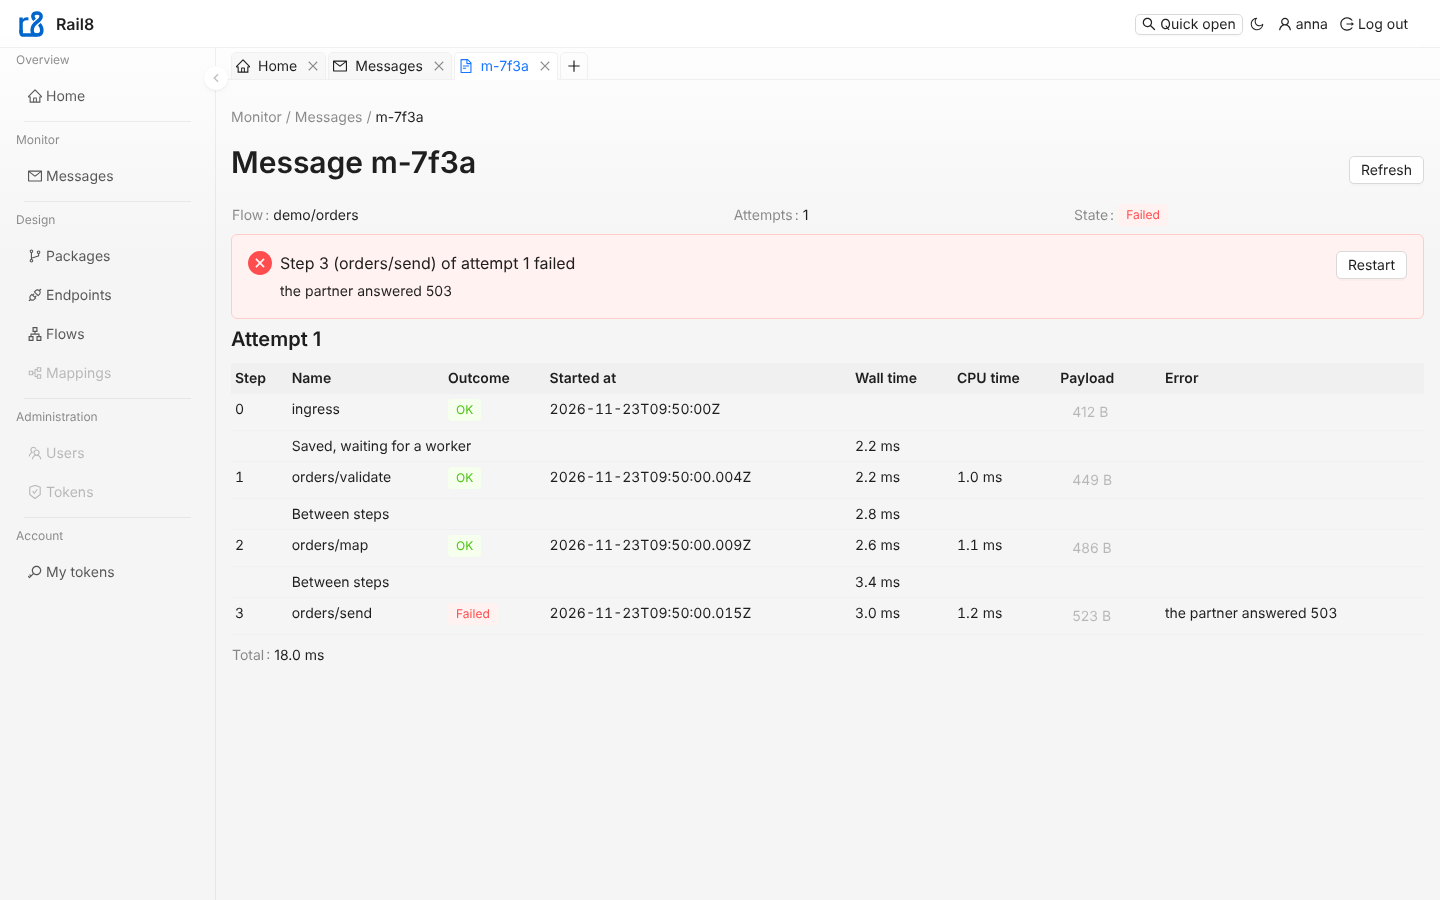 Rail8
Quick open
anna
Log out
Overview
Home
Monitor
Messages
Design
Packages
Endpoints
Flows
Mappings
Administration
Users
Tokens
Account
My tokens
Home
Messages
m-7f3a
Monitor / Messages / m-7f3a
Message m-7f3a
Refresh
Flow: demo/orders
Attempts: 1
State: Failed
Step 3 (orders/send) of attempt 1 failed
the partner answered 503
Restart
Attempt 1
Step Name Outcome Started at Wall time CPU time Payload Error
0 ingress OK 2026-11-23T09:50:00Z 412 B
Saved, waiting for a worker 2.2 ms
1 orders/validate OK 2026-11-23T09:50:00.004Z 2.2 ms 1.0 ms 449 B
Between steps 2.8 ms
2 orders/map OK 2026-11-23T09:50:00.009Z 2.6 ms 1.1 ms 486 B
Between steps 3.4 ms
3 orders/send Failed 2026-11-23T09:50:00.015Z 3.0 ms 1.2 ms 523 B the partner answered 503
Total: 18.0 ms